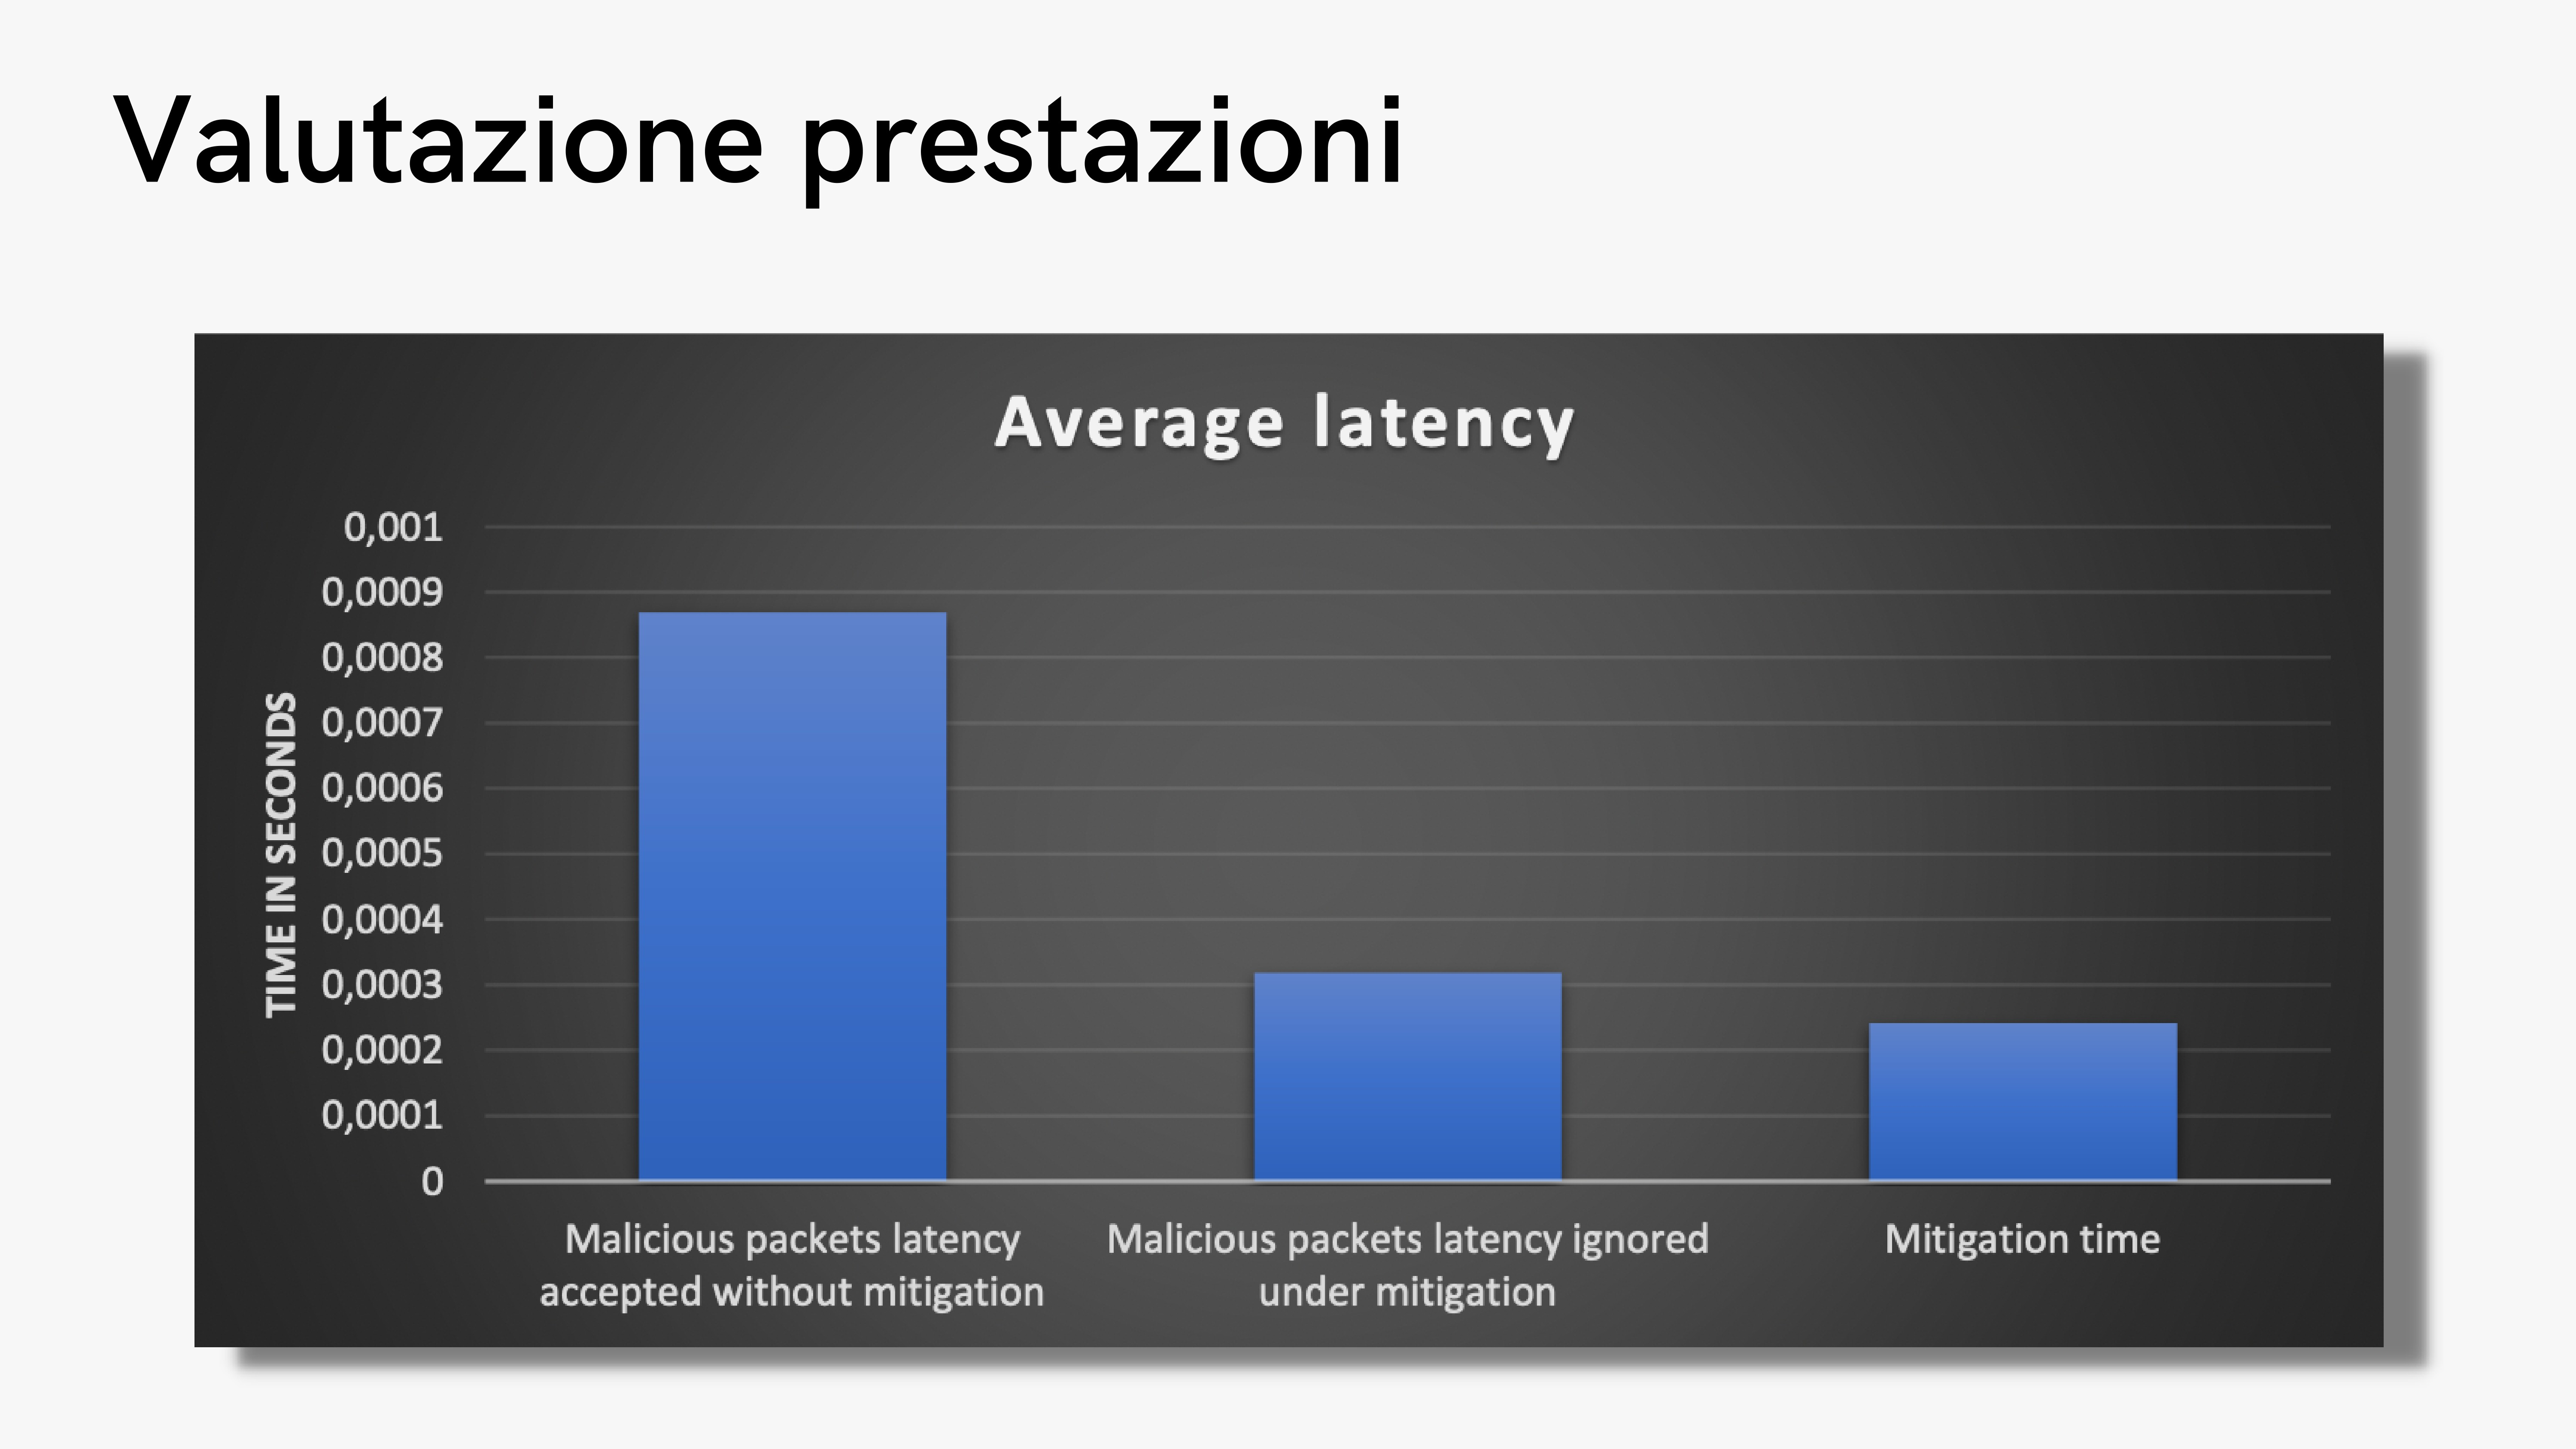 Valutazione prestazioni
Average latency
TIME IN SECONDS
0,001
0,0009
0,0008
0,0007
0,0006
0,0005
0,0004
0,0003
0,0002
0,0001
0
Malicious packets latency
accepted without mitigation
Malicious packets latency ignored
under mitigation
Mitigation time